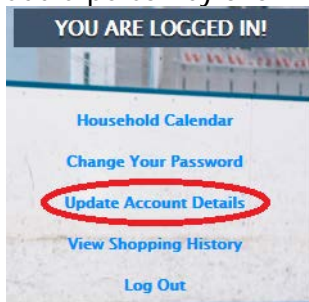 YOU ARE LOGGED IN!
Household Calendar
Change Your Password
Update Account Details
View Shopping History
Log Out